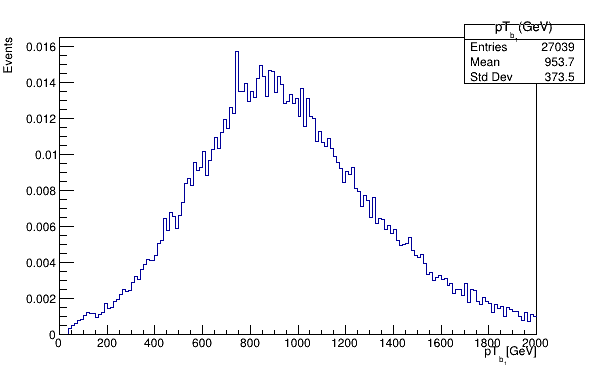 pT_b_1(GeV)
Entries 27039
Mean 953.7
Std Dev 373.5
Events
0.016
0.014
0.012
0.01
0.008
0.006
0.004
0.002
0
0 200 400 600 800 1000 1200 1400 1600 1800 2000
pT_b_1[GeV]